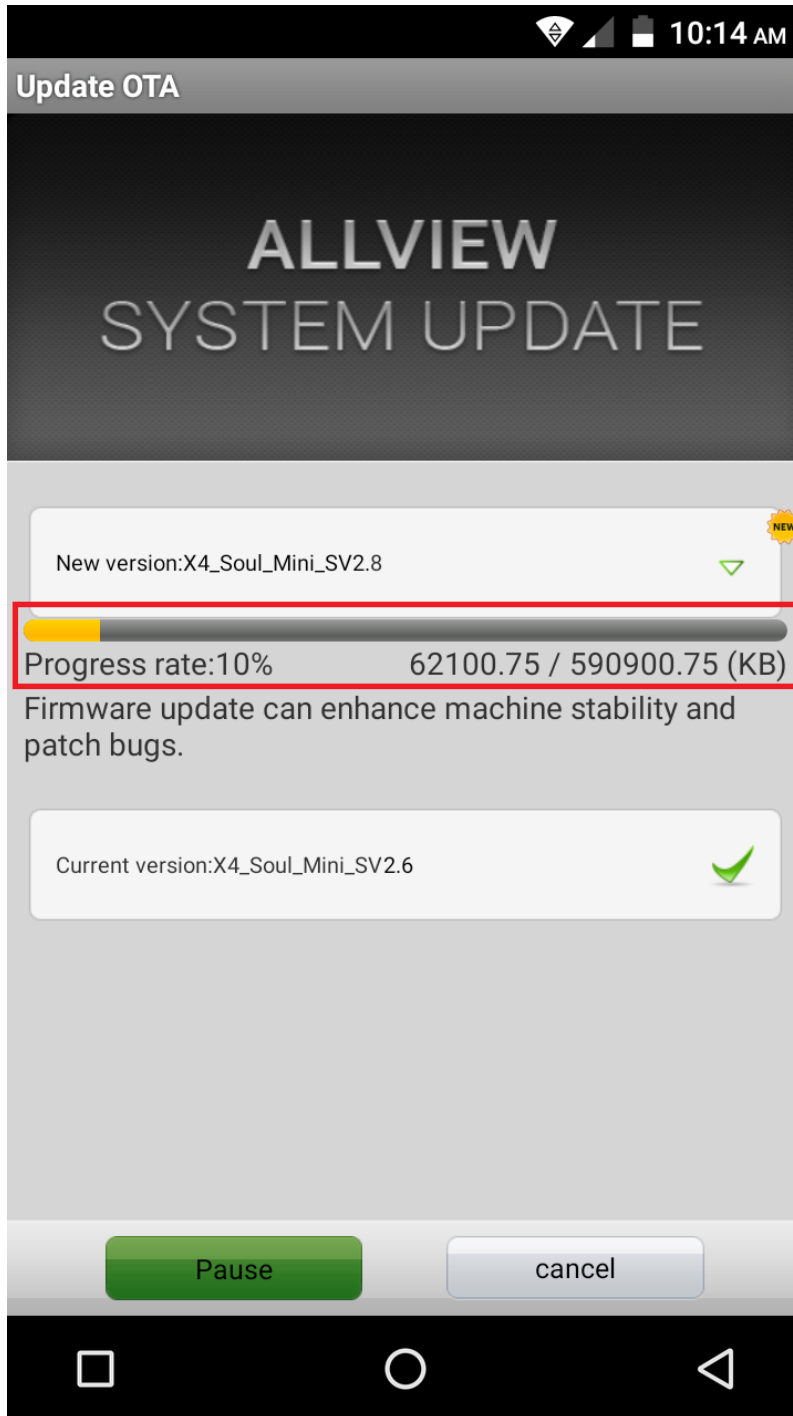 10:14 AM
Update OTA
ALLVIEW
SYSTEM UPDATE
NEW
New version:X4_Soul_Mini_SV2.8
Progress rate:10% 62100.75 / 590900.75 (KB)
Firmware update can enhance machine stability and
patch bugs.
Current version:X4_Soul_Mini_SV2.6
Pause cancel